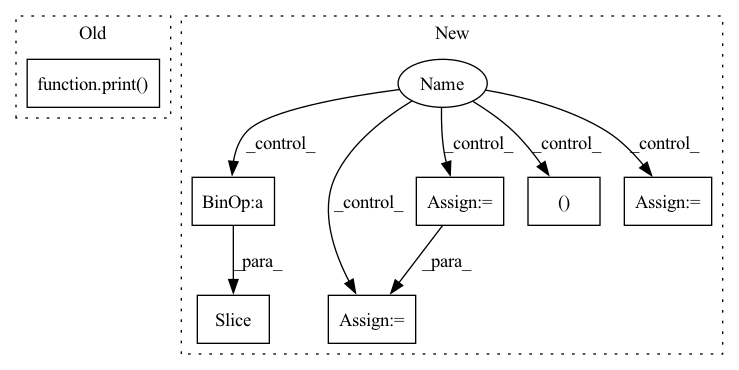 Old
New
function.print()
Name
_control_
_control_
_control_
_control_
_control_
BinOp:a
Assign:=
()
Assign:=
_para_
_para_
Slice
Assign:=